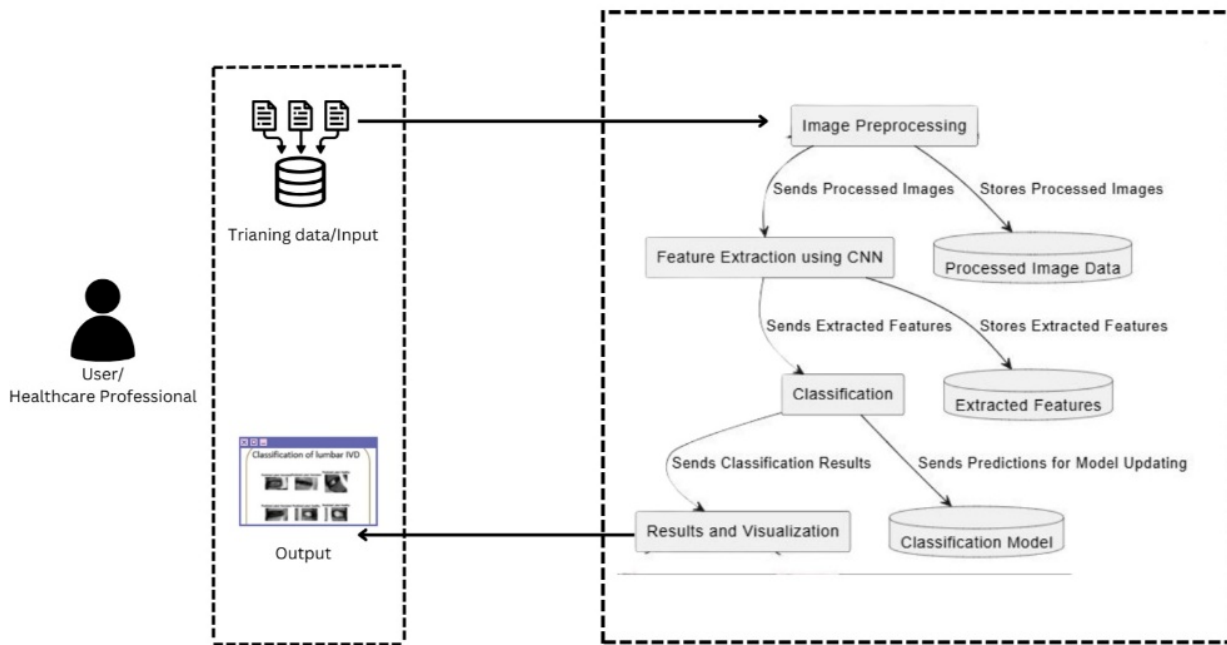 Image Preprocessing
Sends Processed Images
Stores Processed Images
Trianing data/Input
Feature Extraction using CNN
Processed Image Data
Sends Extracted Features
Stores Extracted Features
User/
Healthcare Professional
Classification
Extracted Features
Classification of lumbar IVD
Sends Classification Results
Sends Predictions for Model Updating
Results and Visualization
Classification Model
Output